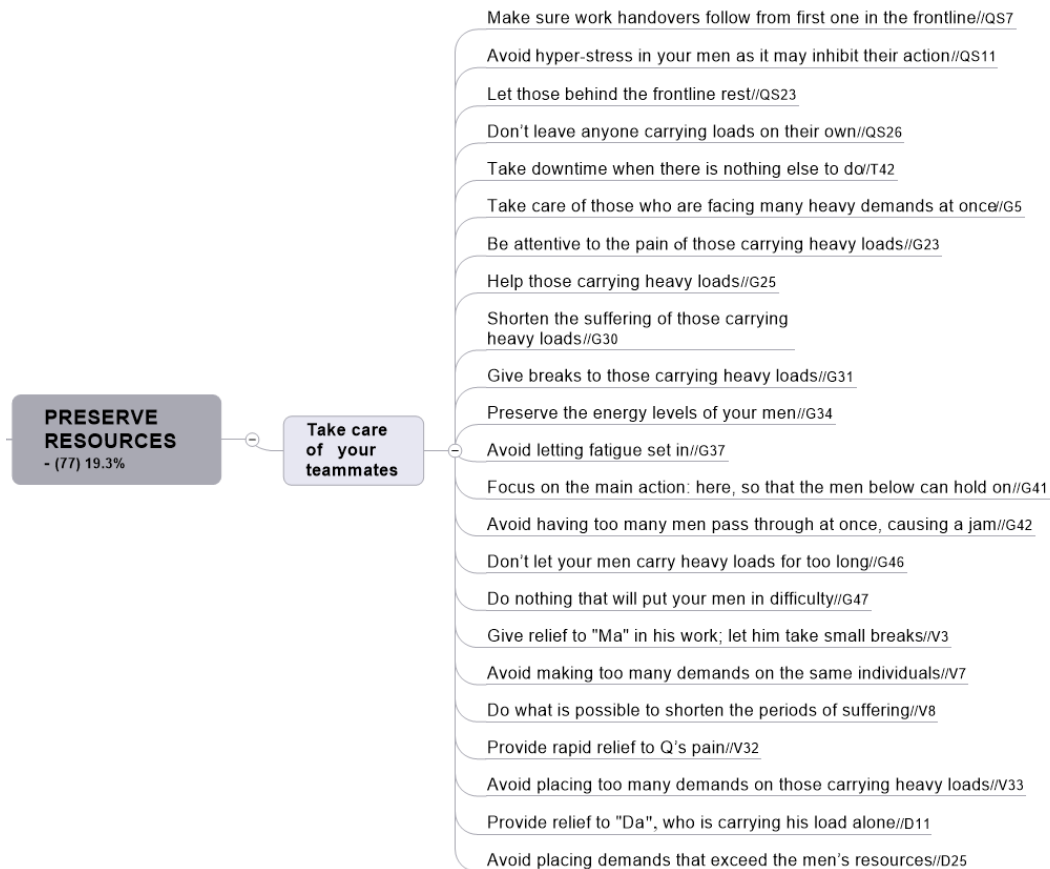 Make sure work handovers follow from first one in the frontline//QS7
Avoid hyper-stress in your men as it may inhibit their action//QS11
Let those behind the frontline rest//QS23
Don’t leave anyone carrying loads on their own//QS26
Take downtime when there is nothing else to do//T42
Take care of those who are facing many heavy demands at once//G5
Be attentive to the pain of those carrying heavy loads//G23
Help those carrying heavy loads//G25
Shorten the suffering of those carrying
heavy loads//G30
Give breaks to those carrying heavy loads//G31
PRESERVE
RESOURCES
- (77) 19.3%
Take care
of your
teammates
Preserve the energy levels of your men//G34
Avoid letting fatigue set in//G37
Focus on the main action: here, so that the men below can hold on//G41
Avoid having too many men pass through at once, causing a jam//G42
Don’t let your men carry heavy loads for too long//G46
Do nothing that will put your men in difficulty//G47
Give relief to "Ma" in his work; let him take small breaks//V3
Avoid making too many demands on the same individuals//V7
Do what is possible to shorten the periods of suffering//V8
Provide rapid relief to Q’s pain//V32
Avoid placing too many demands on those carrying heavy loads//V33
Provide relief to "Da", who is carrying his load alone//D11
Avoid placing demands that exceed the men’s resources//D25